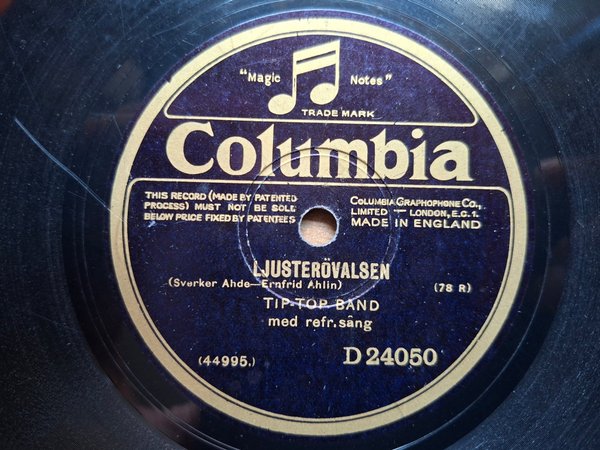 "Magic Notes"
TRADE MARK
Columbia
THIS RECORD (MADE BY PATENTED
PROCESS) MUST NOT BE SOLD
BELOW PRICE FIXED BY PATENTEES
COLUMBIA GRAPHOPHONE CO.,
LIMITED — LONDON, E.C.1.
MADE IN ENGLAND
LJUSTERÖVALSEN
(Sverker Ahde—Ernfrid Ahlin)
(78 R)
TIP-TOP BAND
med refr.sång
(44995.)
D 24050